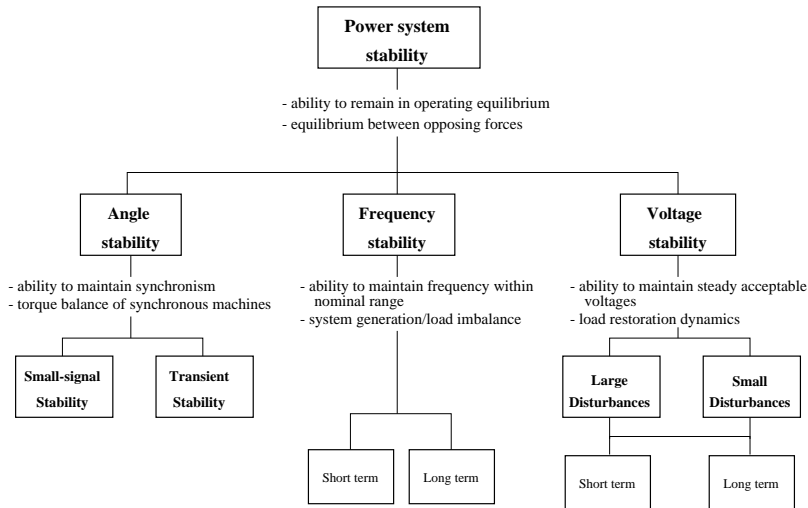 Power system
stability
- ability to remain in operating equilibrium
- equilibrium between opposing forces
Angle
stability
- ability to maintain synchronism
- torque balance of synchronous machines
Frequency
stability
- ability to maintain frequency within
nominal range
- system generation/load imbalance
Voltage
stability
- ability to maintain steady acceptable
voltages
- load restoration dynamics
Small-signal
Stability
Transient
Stability
Large
Disturbances
Small
Disturbances
Short term
Long term
Short term
Long term